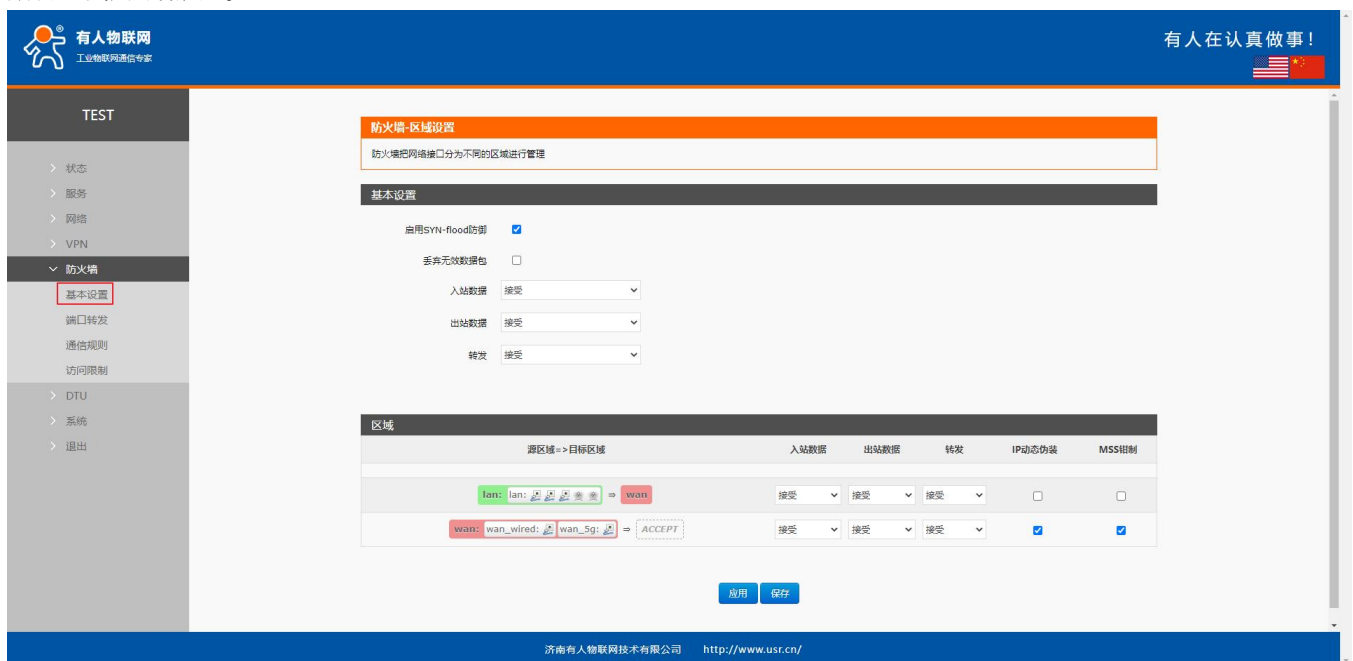 有人物联网
工业物联网通信专家
有人在认真做事!
TEST
状态
服务
网络
VPN
防火墙
基本设置
端口转发
通信规则
访问限制
DTU
系统
退出
防火墙-区域设置
防火墙把网络接口分为不同的区域进行管理
基本设置
启用SYN-flood防御
丢弃无效数据包
入站数据 接受
出站数据 接受
转发 接受
区域
源区域=>目标区域 入站数据 出站数据 转发 IP动态伪装 MSS钳制
lan: lan: ⇒ wan 接受 接受 接受
wan: wan_wired: wan_5g: ⇒ ACCEPT 接受 接受 接受
应用 保存
济南有人物联网技术有限公司 http://www.usr.cn/